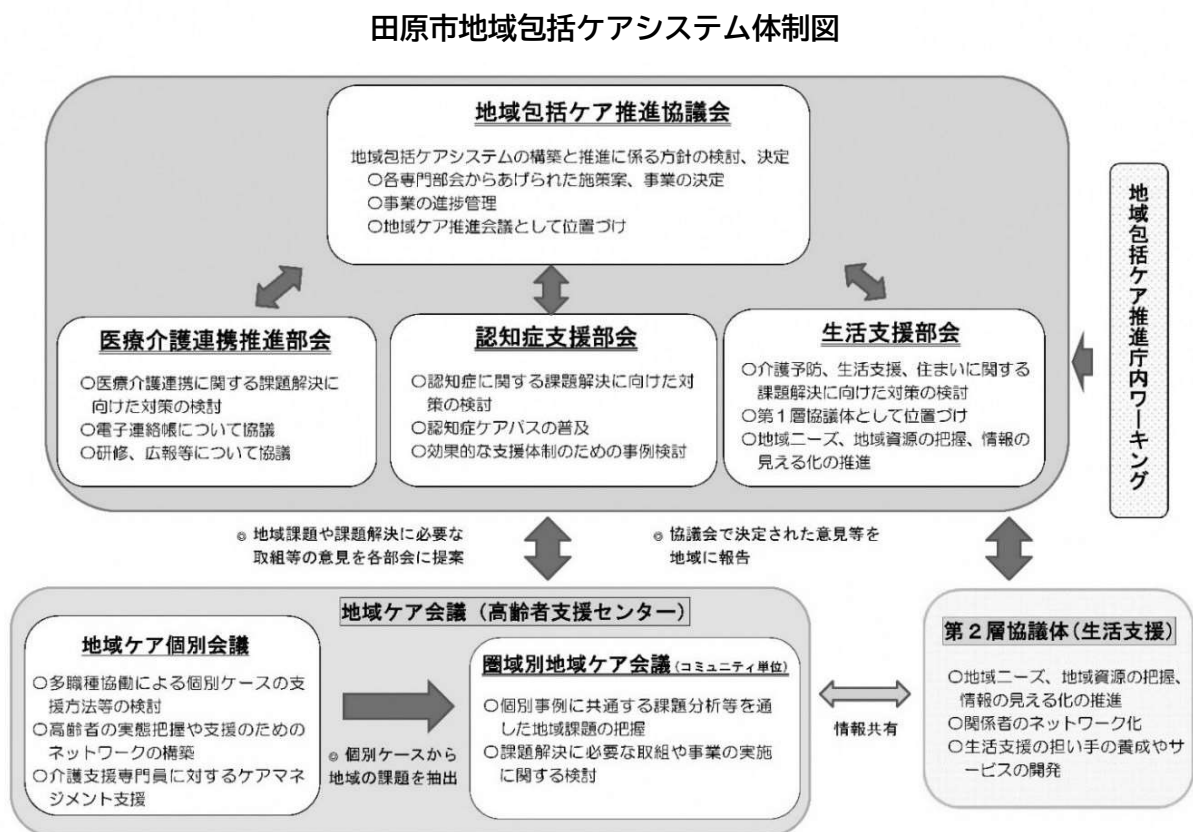 田原市地域包括ケアシステム体制図
地域包括ケア推進協議会
地域包括ケアシステムの構築と推進に係る方針の検討、決定
○各専門部会からあげられた施策案、事業の決定
○事業の進捗管理
○地域ケア推進会議として位置づけ
地域包括ケア推進庁内ワーキング
医療介護連携推進部会
○医療介護連携に関する課題解決に
向けた対策の検討
○電子連絡帳について協議
○研修、広報等について協議
認知症支援部会
○認知症に関する課題解決に向けた対
策の検討
○認知症ケアパスの普及
○効果的な支援体制のための事例検討
生活支援部会
○介護予防、生活支援、住まいに関する
課題解決に向けた対策の検討
○第1層協議体として位置づけ
○地域ニーズ、地域資源の把握、情報の
見える化の推進
◎ 地域課題や課題解決に必要な
取組等の意見を各部会に提案
◎ 協議会で決定された意見等を
地域に報告
地域ケア会議（高齢者支援センター）
地域ケア個別会議
○多職種協働による個別ケースの支
援方法等の検討
○高齢者の実態把握や支援のための
ネットワークの構築
○介護支援専門員に対するケアマネ
ジメント支援
◎ 個別ケースから
地域の課題を抽出
圏域別地域ケア会議(コミュニティ単位)
○個別事例に共通する課題分析等を通
した地域課題の把握
○課題解決に必要な取組や事業の実施
に関する検討
情報共有
第２層協議体(生活支援)
○地域ニーズ、地域資源の把握、
情報の見える化の推進
○関係者のネットワーク化
○生活支援の担い手の養成やサ
ービスの開発